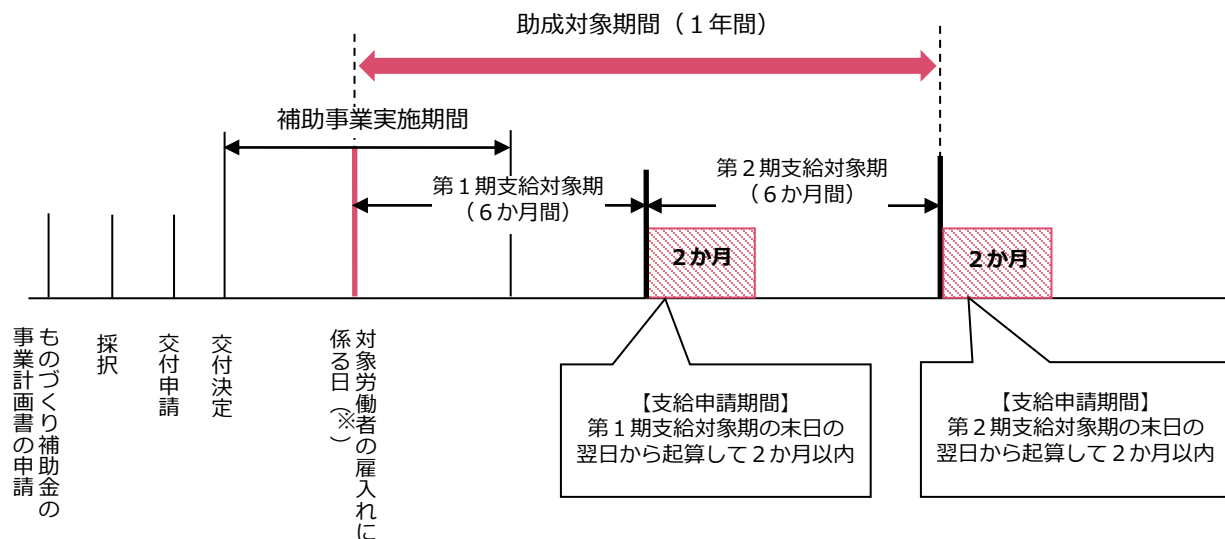 助成対象期間（１年間）
補助事業実施期間
第１期支給対象期
（６か月間）
第２期支給対象期
（６か月間）
２か月
２か月
ものづくり補助金の
事業計画書の申請
採択
交付申請
交付決定
対象労働者の雇入れに
係る日（※）
【支給申請期間】
第１期支給対象期の末日の
翌日から起算して２か月以内
【支給申請期間】
第２期支給対象期の末日の
翌日から起算して２か月以内